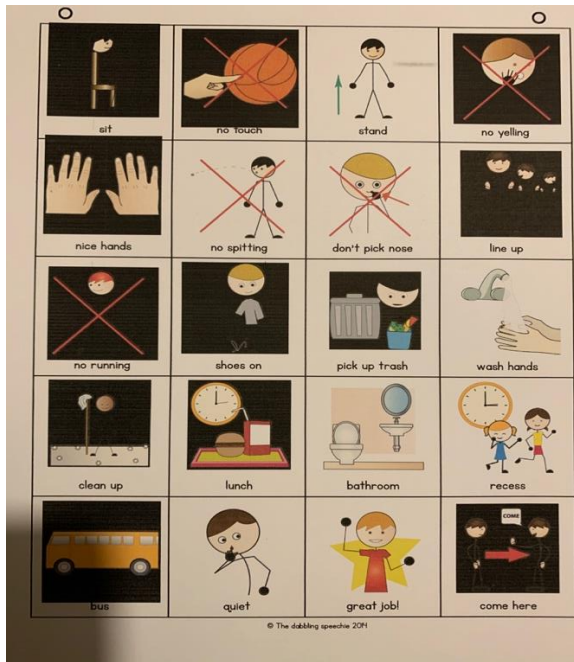 sit
no touch
stand
no yelling
nice hands
no spitting
don't pick nose
line up
no running
shoes on
pick up trash
wash hands
clean up
lunch
bathroom
recess
bus
quiet
great job!
COME
come here
© The dabbling speechie 2014